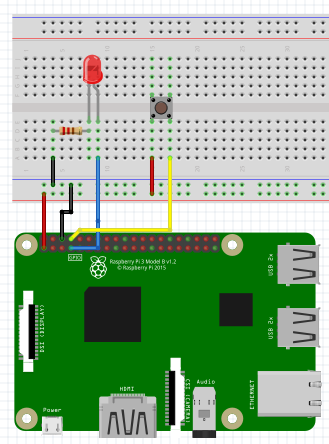 GPIO
Raspberry Pi 3 Model B v1.2
© Raspberry Pi 2015
USB 2x
DSI (DISPLAY)
USB 2x
HDMI
CSI (CAMERA)
Audio
ETHERNET
Power